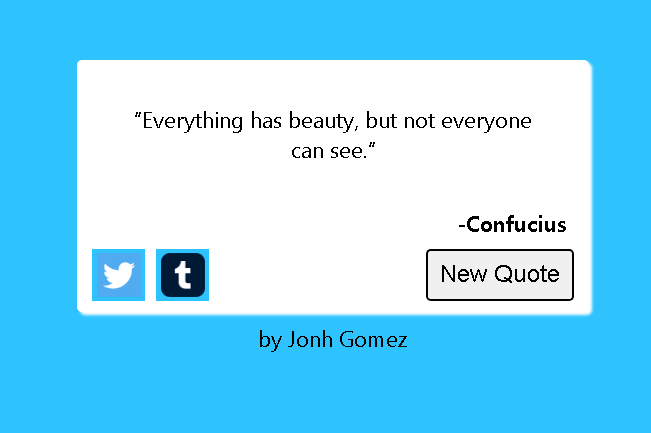 “Everything has beauty, but not everyone
can see.”
-Confucius
New Quote
by Jonh Gomez